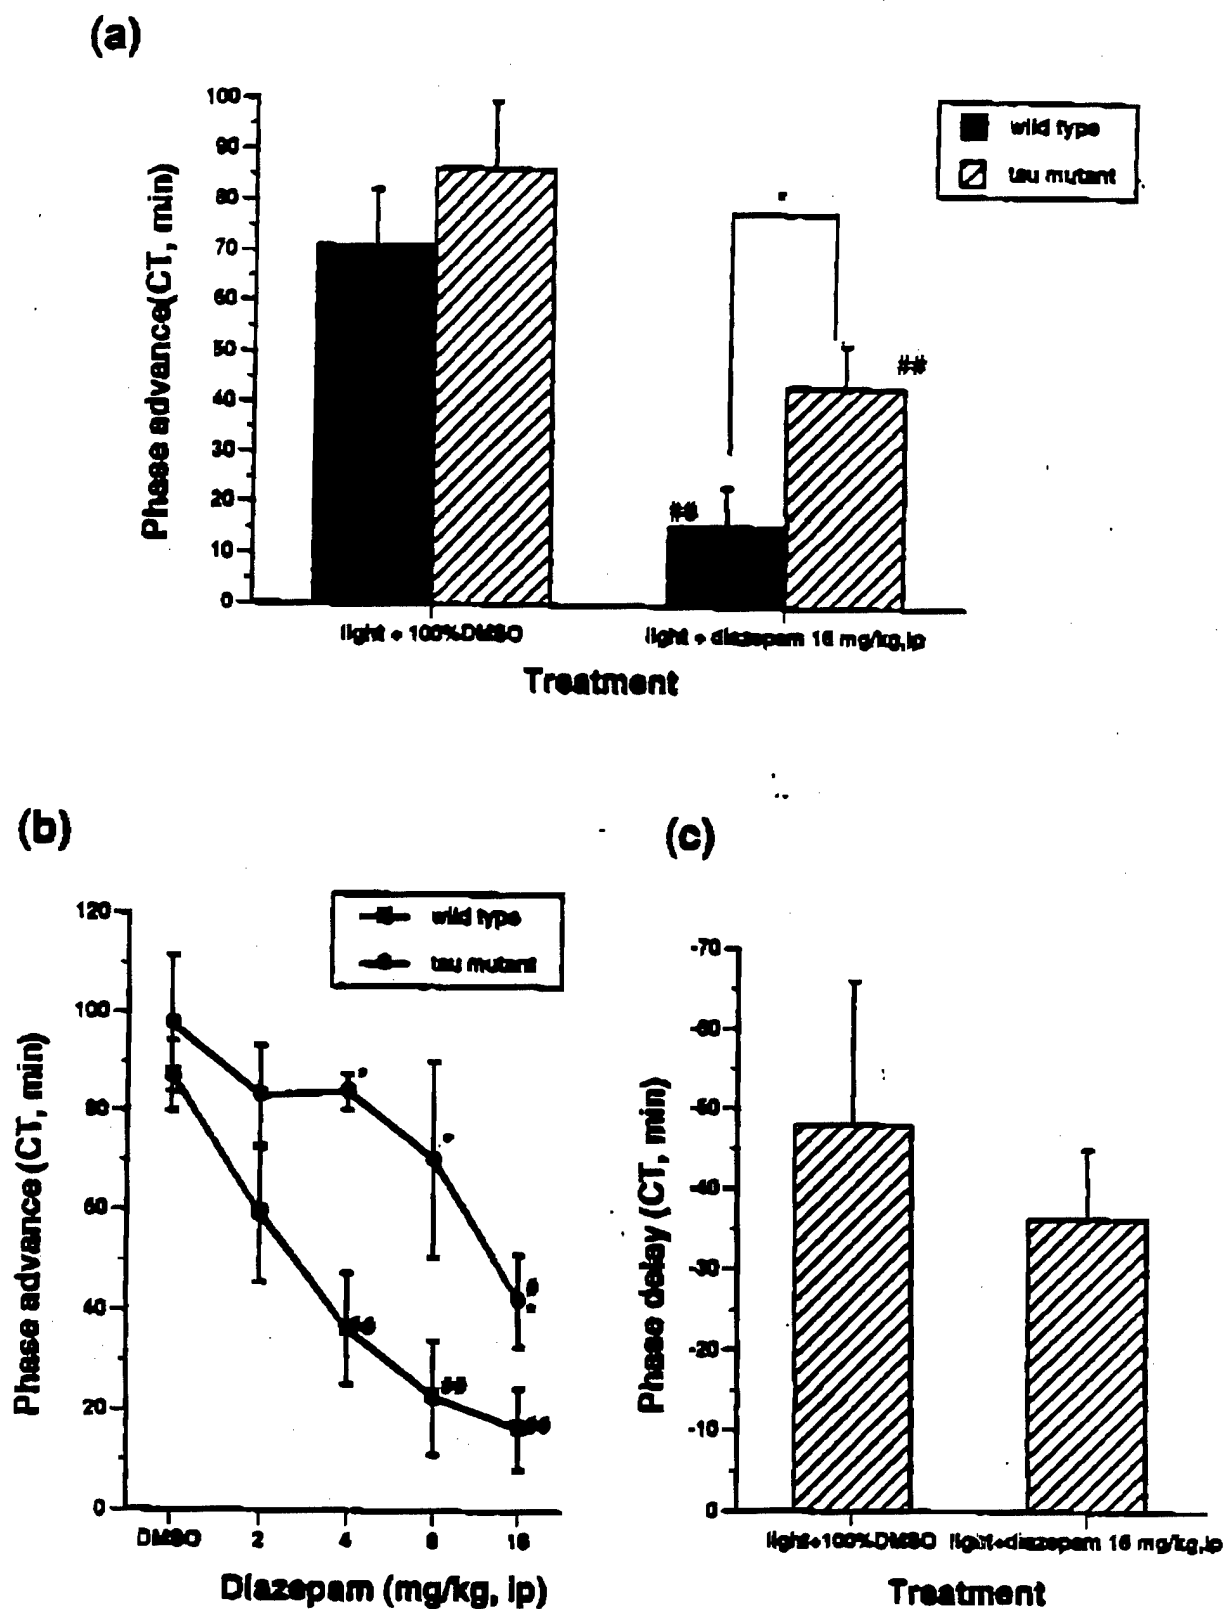 (a)
100
90
80
70
60
50
40
30
20
10
0
Phase advance(CT, min)
wild type
tau mutant
*
##
##
light + 100%DMSO
light + diazepam 16 mg/kg,ip
Treatment
(b)
120
100
80
60
40
20
0
Phase advance (CT, min)
wild type
tau mutant
*
*
#
*
##
##
##
DMSO 2 4 8 16
Diazepam (mg/kg, ip)
(c)
-70
-60
-50
-40
-30
-20
-10
0
Phase delay (CT, min)
light+100%DMSO light+diazepam 16 mg/kg,ip
Treatment